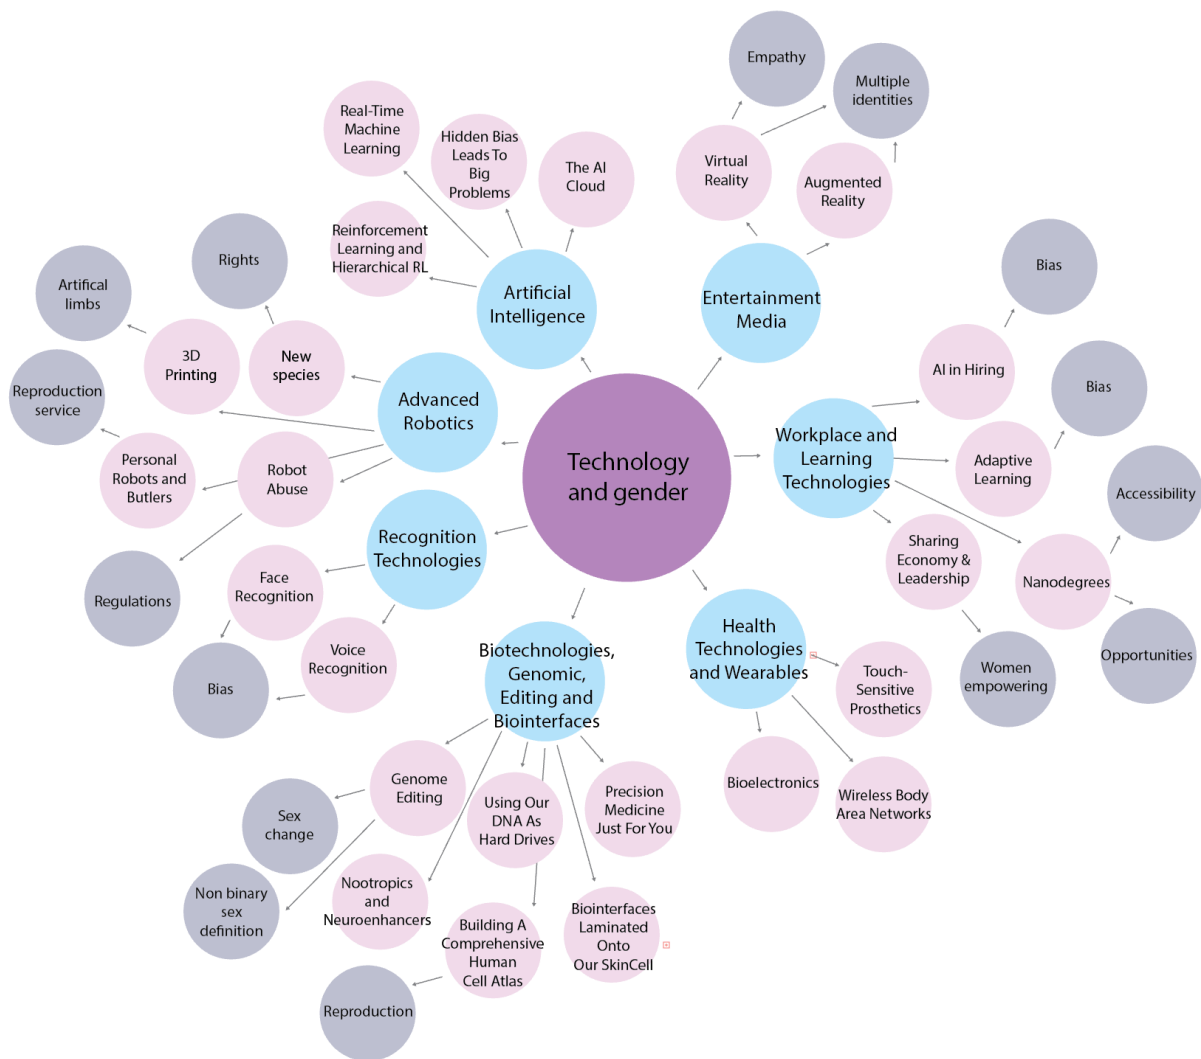 Technology
and gender
Artificial
Intelligence
Real-Time
Machine
Learning
Hidden Bias
Leads To
Big
Problems
The AI
Cloud
Reinforcement
Learning and
Hierarchical RL
Entertainment
Media
Virtual
Reality
Augmented
Reality
Empathy
Multiple
identities
Workplace and
Learning
Technologies
AI in Hiring
Bias
Adaptive
Learning
Bias
Sharing
Economy &
Leadership
Women
empowering
Nanodegrees
Accessibility
Opportunities
Health
Technologies
and Wearables
Touch-
Sensitive
Prosthetics
Wireless Body
Area Networks
Bioelectronics
Biotechnologies,
Genomic,
Editing and
Biointerfaces
Precision
Medicine
Just For You
Biointerfaces
Laminated
Onto
Our SkinCell
Using Our
DNA As
Hard Drives
Building A
Comprehensive
Human
Cell Atlas
Reproduction
Nootropics
and
Neuroenhancers
Genome
Editing
Sex
change
Non binary
sex
definition
Recognition
Technologies
Face
Recognition
Voice
Recognition
Bias
Advanced
Robotics
New
species
Rights
3D
Printing
Artifical
limbs
Personal
Robots and
Butlers
Reproduction
service
Robot
Abuse
Regulations